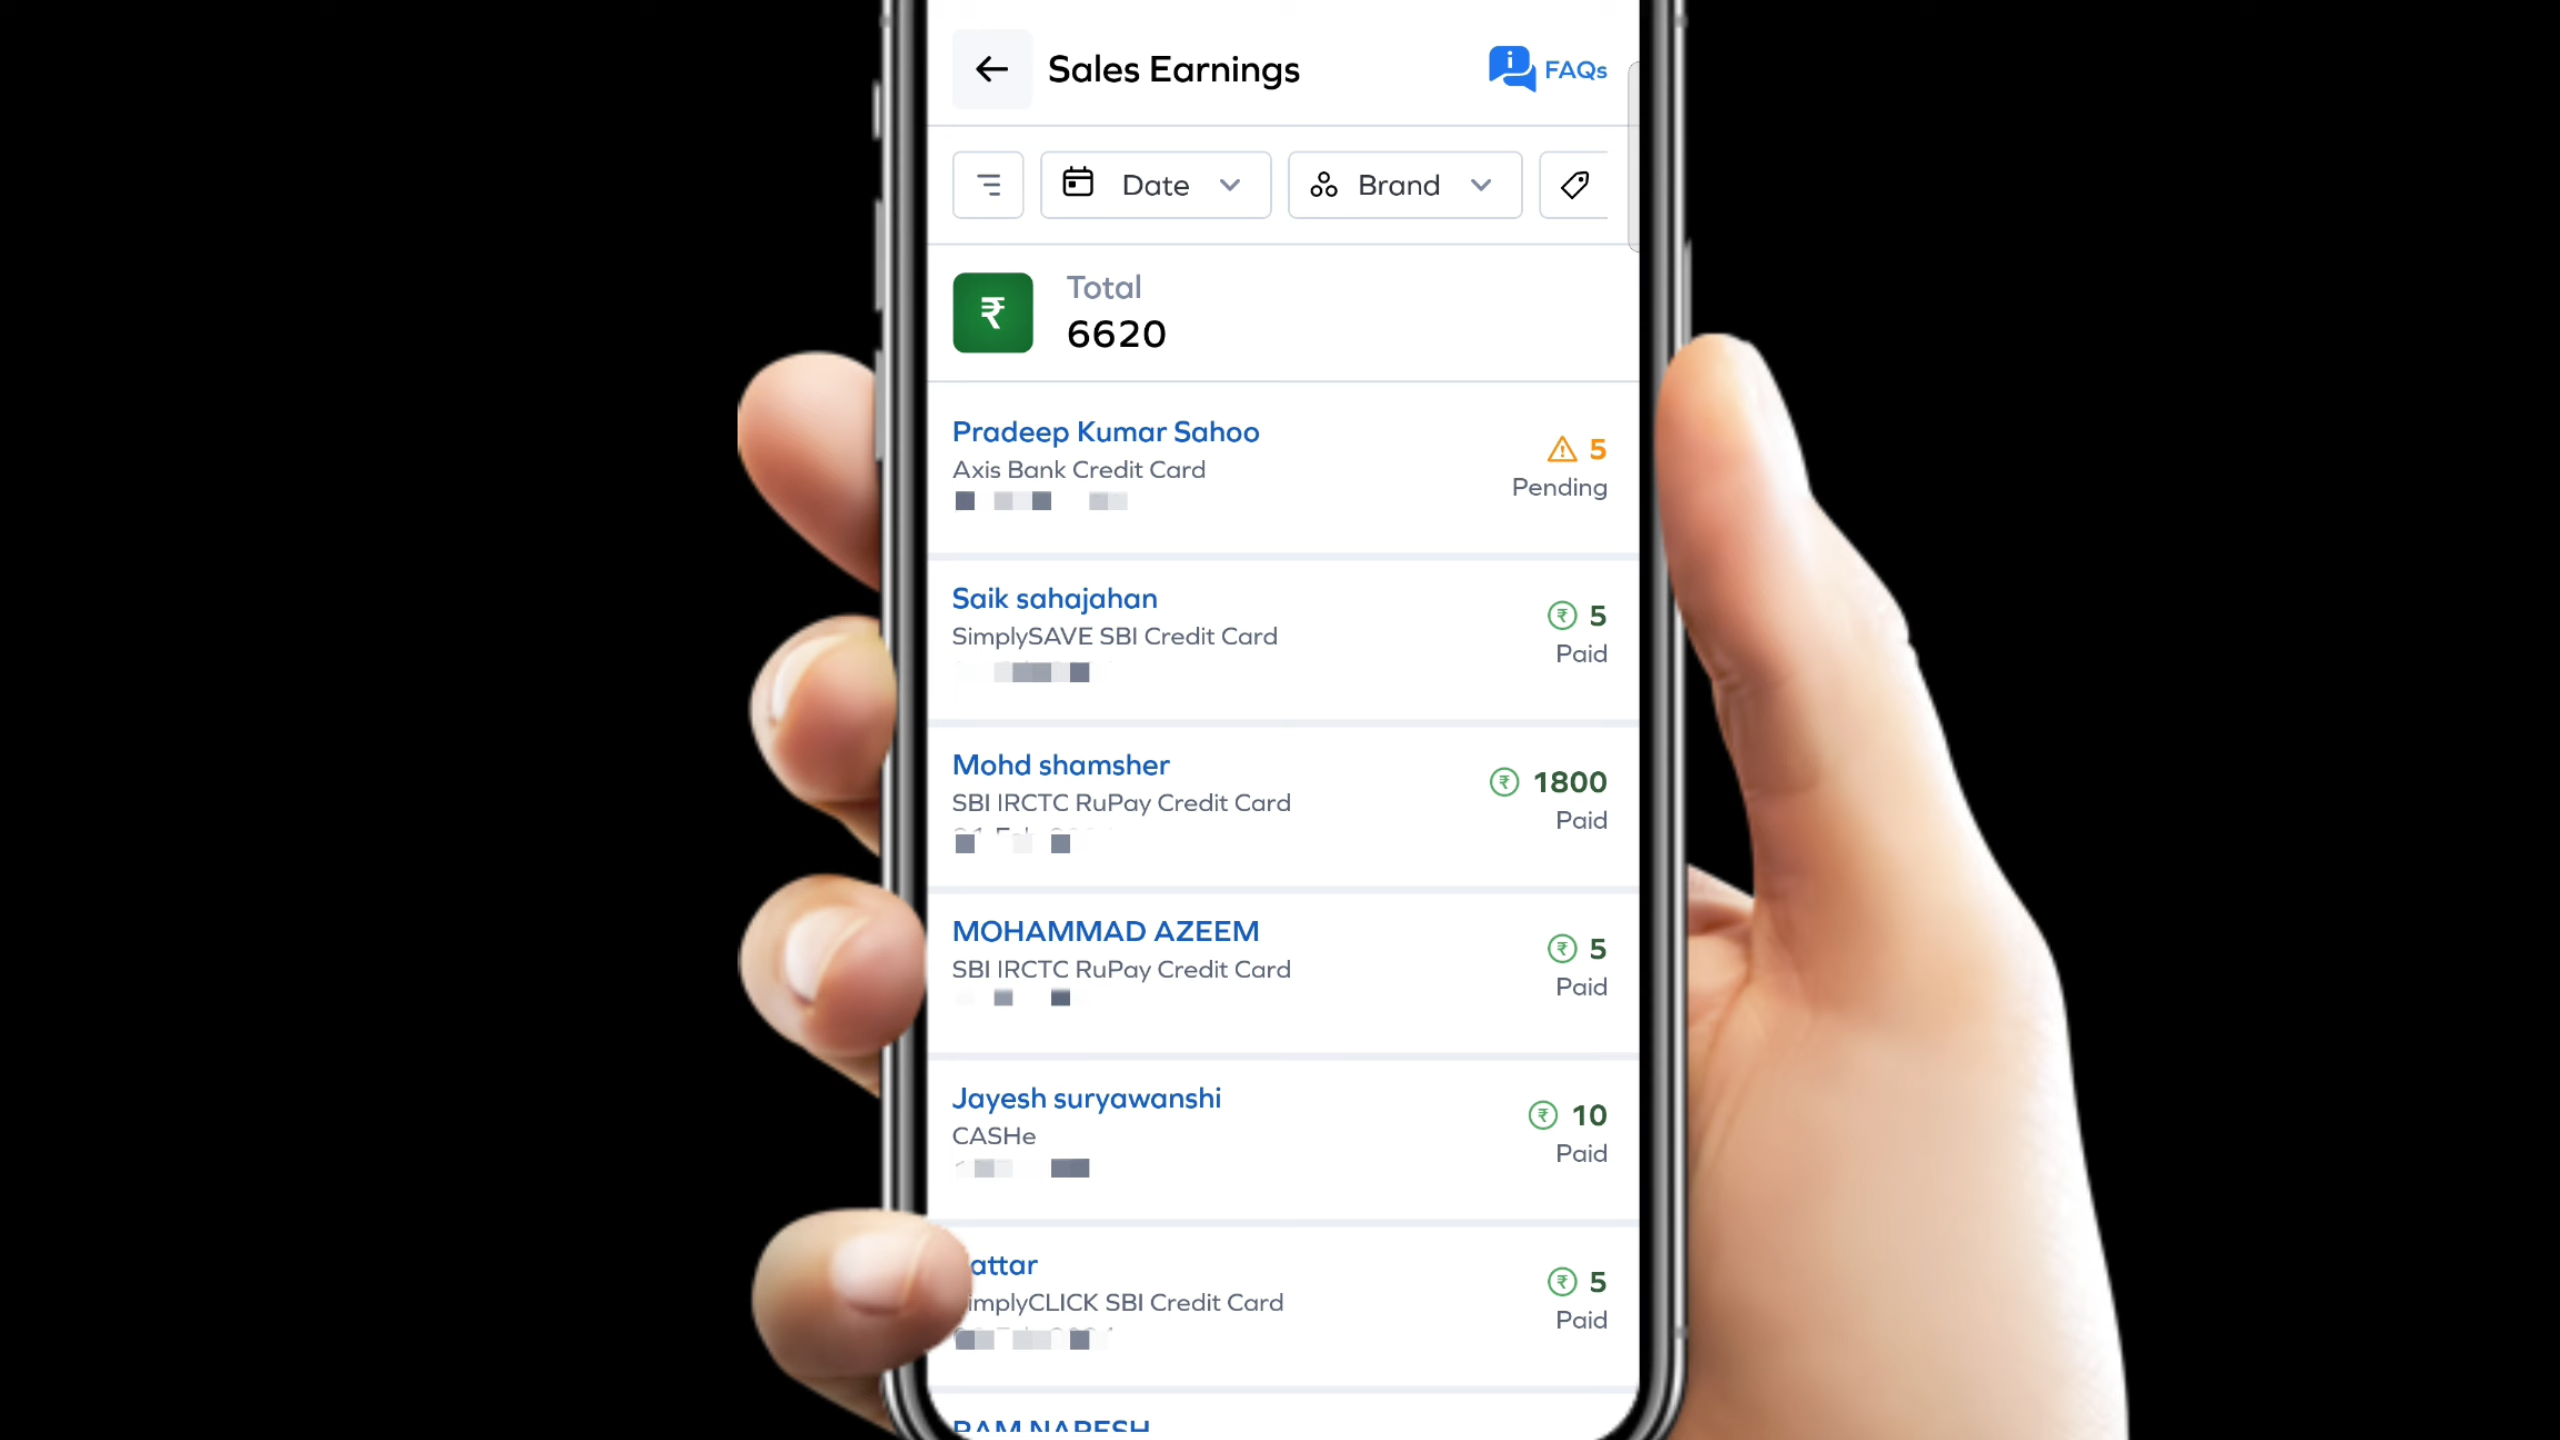 Sales Earnings
FAQs
Date
Brand
Total
6620
Pradeep Kumar Sahoo
5
Axis Bank Credit Card
Pending
Saik sahajahan
5
SimplySAVE SBI Credit Card
Paid
Mohd shamsher
₹ 1800
SBI IRCTC RuPay Credit Card
Paid
MOHAMMAD AZEEM
₹ 5
SBI IRCTC RuPay Credit Card
Paid
Jayesh suryawanshi
₹ 10
CASHe
Paid
attar
₹ 5
implyCLICK SBI Credit Card
Paid
RAM NARESH